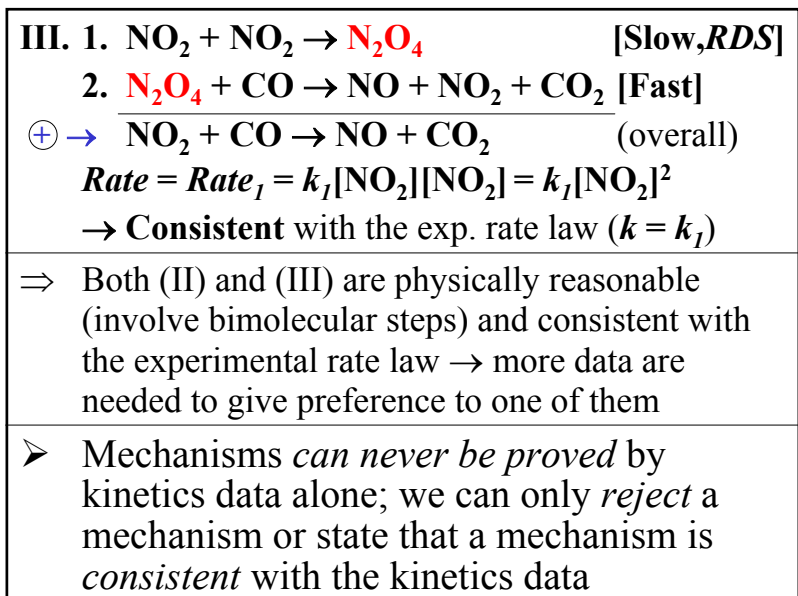 III. 1. NO₂ + NO₂ → N₂O₄ [Slow,RDS]
2. N₂O₄ + CO → NO + NO₂ + CO₂ [Fast]
⊕ → NO₂ + CO → NO + CO₂ (overall)
Rate = Rate₁ = k₁[NO₂][NO₂] = k₁[NO₂]²
→ Consistent with the exp. rate law (k = k₁)
⇒ Both (II) and (III) are physically reasonable
(involve bimolecular steps) and consistent with
the experimental rate law → more data are
needed to give preference to one of them
➢ Mechanisms can never be proved by
kinetics data alone; we can only reject a
mechanism or state that a mechanism is
consistent with the kinetics data